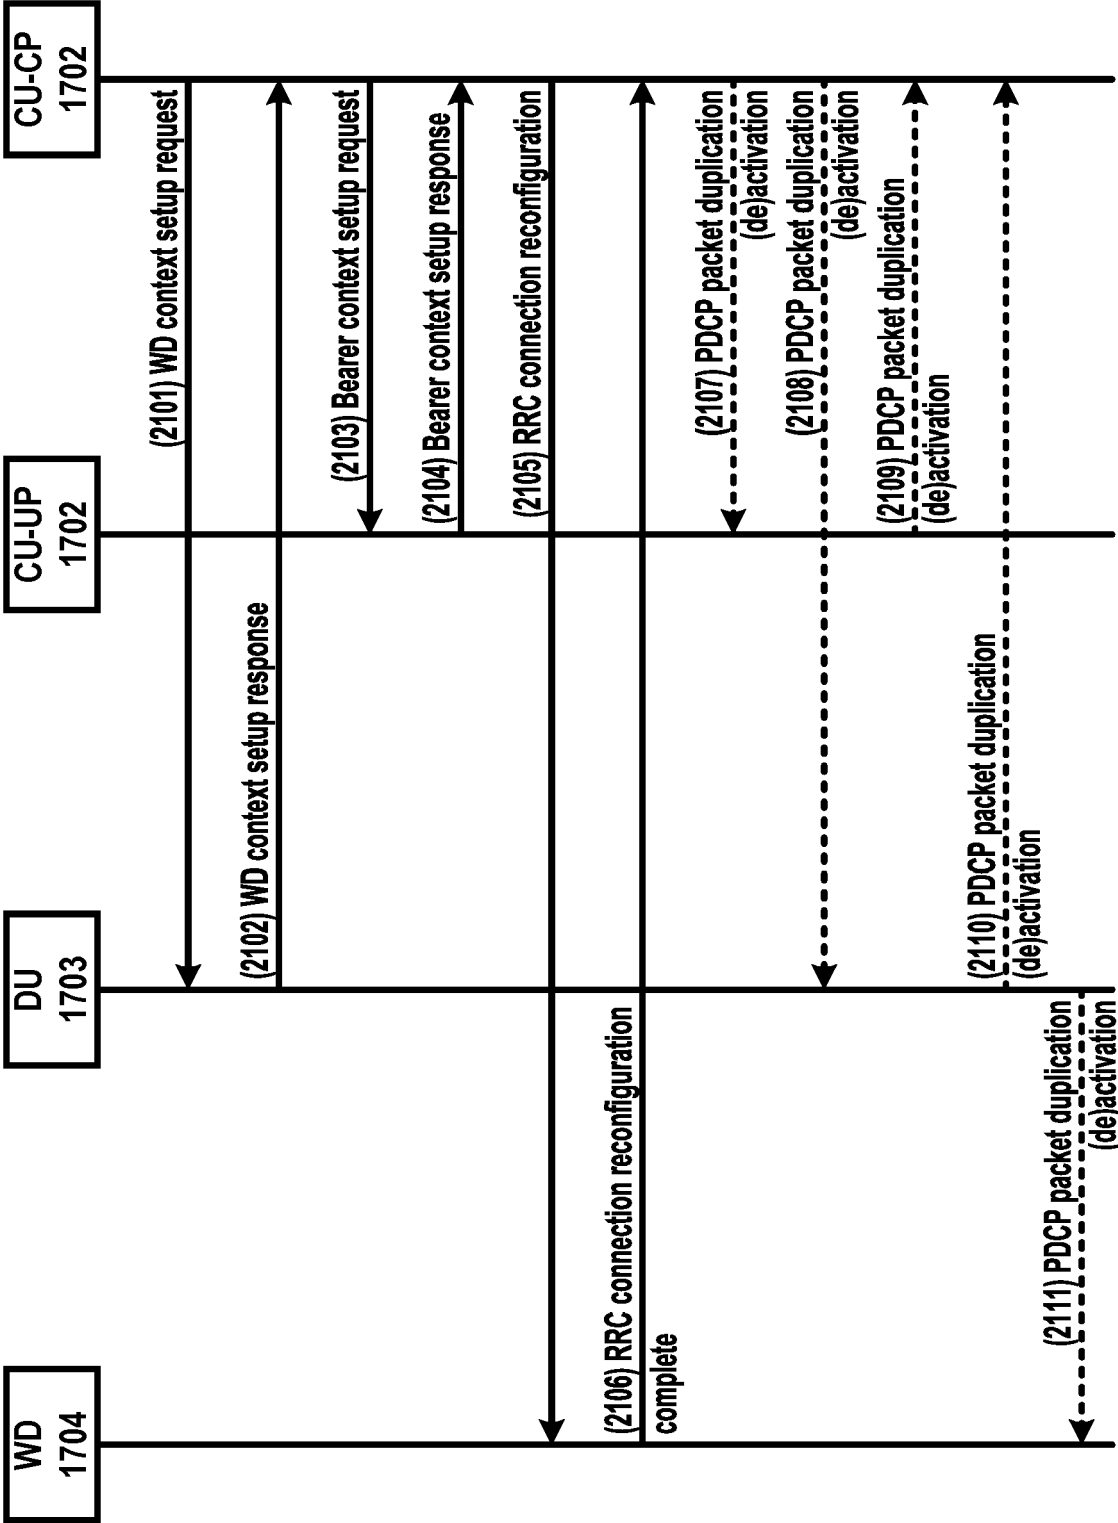 WD
1704
DU
1703
CU-UP
1702
CU-CP
1702
(2101) WD context setup request
(2102) WD context setup response
(2103) Bearer context setup request
(2104) Bearer context setup response
(2105) RRC connection reconfiguration
(2106) RRC connection reconfiguration
complete
(2107) PDCP packet duplication
(de)activation
(2108) PDCP packet duplication
(de)activation
(2109) PDCP packet duplication
(de)activation
(2110) PDCP packet duplication
(de)activation
(2111) PDCP packet duplication
(de)activation